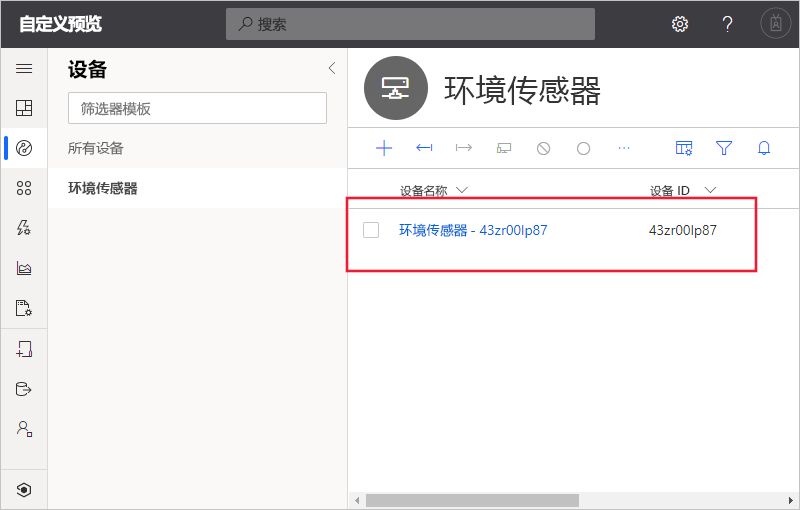 自定义预览
搜索
设备
筛选器模板
所有设备
环境传感器
环境传感器
设备名称
设备 ID
环境传感器 - 43zr00lp87
43zr00lp87